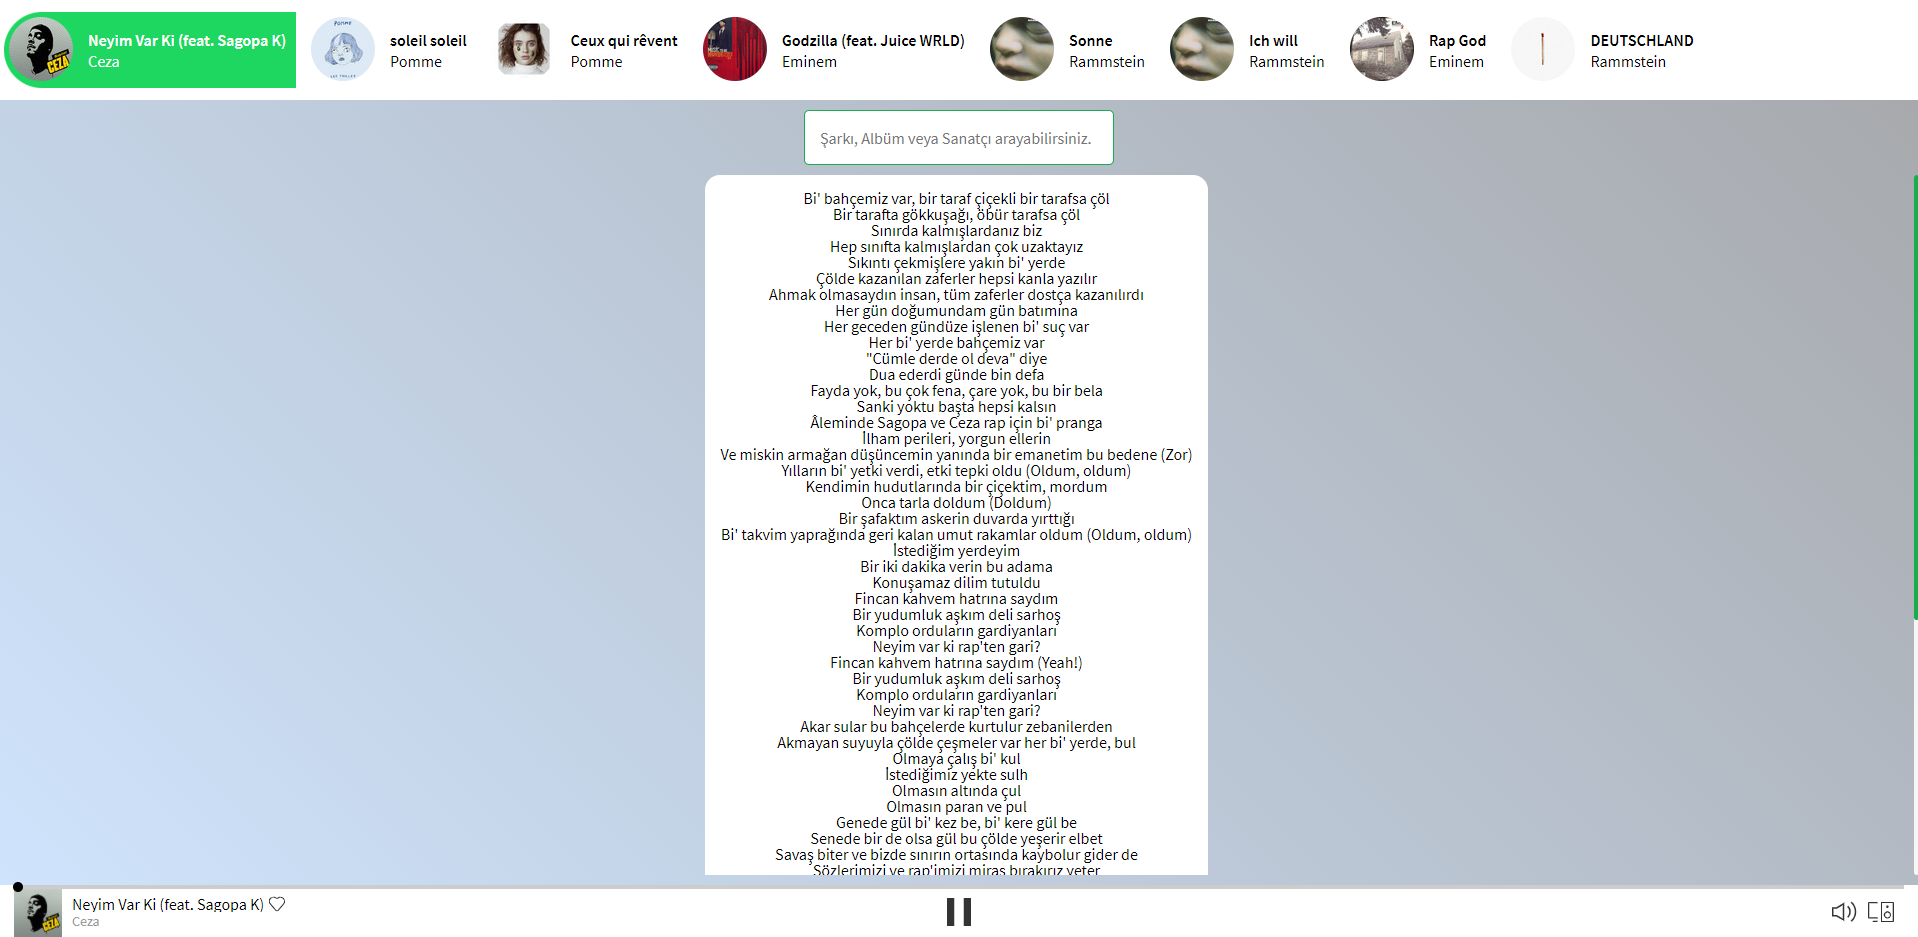 Neyim Var Ki (feat. Sagopa K)
Ceza
soleil soleil
Pomme
Ceux qui rêvent
Pomme
Godzilla (feat. Juice WRLD)
Eminem
Sonne
Rammstein
Ich will
Rammstein
Rap God
Eminem
DEUTSCHLAND
Rammstein
CEZA
POMME
Şarkı, Albüm veya Sanatçı arayabilirsiniz.
Bi' bahçemiz var, bir taraf çiçekli bir tarafsa çöl
Bir tarafta gökkuşağı, öbür tarafsa çöl
Sınırda kalmışlardanız biz
Hep sınıfta kalmışlardan çok uzaktayız
Sıkıntı çekmişlere yakın bi' yerde
Çölde kazanılan zaferler hepsi kanla yazılır
Ahmak olmasaydın insan, tüm zaferler dostça kazanılırdı
Her gün doğumundam gün batımına
Her geceden gündüze işlenen bi' suç var
Her bi' yerde bahçemiz var
"Cümle derde ol deva" diye
Dua ederdi günde bin defa
Fayda yok, bu çok fena, çare yok, bu bir bela
Sanki yoktu başta hepsi kalsın
Âleminde Sagopa ve Ceza rap için bi' pranga
İlham perileri, yorgun ellerin
Ve miskin armağan düşüncemin yanında bir emanetim bu bedene (Zor)
Yılların bi' yetki verdi, etki tepki oldu (Oldum, oldum)
Kendimin hudutlarında bir çiçektim, mordum
Onca tarla doldum (Doldum)
Bir şafaktım askerin duvarda yırttığı
Bi' takvim yaprağında geri kalan umut rakamlar oldum (Oldum, oldum)
İstediğim yerdeyim
Bir iki dakika verin bu adama
Konuşamaz dilim tutuldu
Fincan kahvem hatrına saydım
Bir yudumluk aşkım deli sarhoş
Komplo orduların gardiyanları
Neyim var ki rap'ten gari?
Fincan kahvem hatrına saydım (Yeah!)
Bir yudumluk aşkım deli sarhoş
Komplo orduların gardiyanları
Neyim var ki rap'ten gari?
Akar sular bu bahçelerde kurtulur zebanilerden
Akmayan suyuyla çölde çeşmeler var her bi' yerde, bul
Olmaya çalış bi' kul
İstediğimiz yekte sulh
Olmasın altında çul
Olmasın paran ve pul
Genede gül bi' kez be, bi' kere gül be
Senede bir de olsa gül bu çölde yeşerir elbet
Savaş biter ve bizde sınırın ortasında kaybolur gider de
Sözlerimizi ve rap'imizi miras bırakırız yeter
Neyim Var Ki (feat. Sagopa K)
Ceza
CEZA